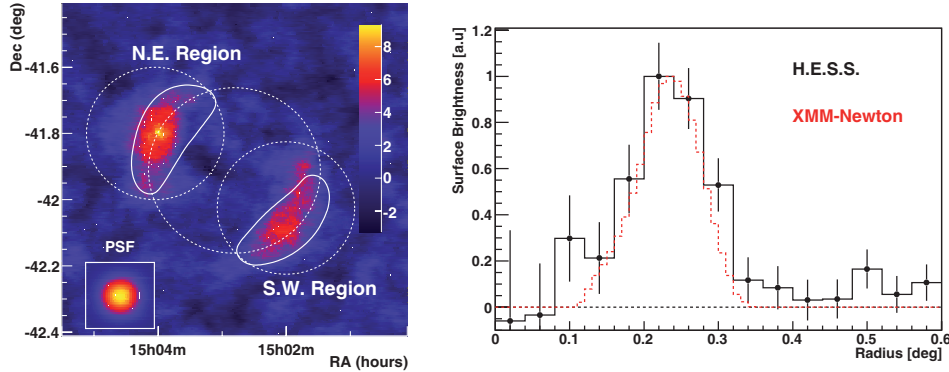 Dec (deg)
-41.6
-41.8
-42
-42.2
-42.4
N.E. Region
S.W. Region
PSF
8
6
4
2
0
-2
15h04m
15h02m
RA (hours)
Surface Brightness [a.u]
1.2
1
0.8
0.6
0.4
0.2
0
H.E.S.S.
XMM-Newton
0
0.1
0.2
0.3
0.4
0.5
0.6
Radius [deg]